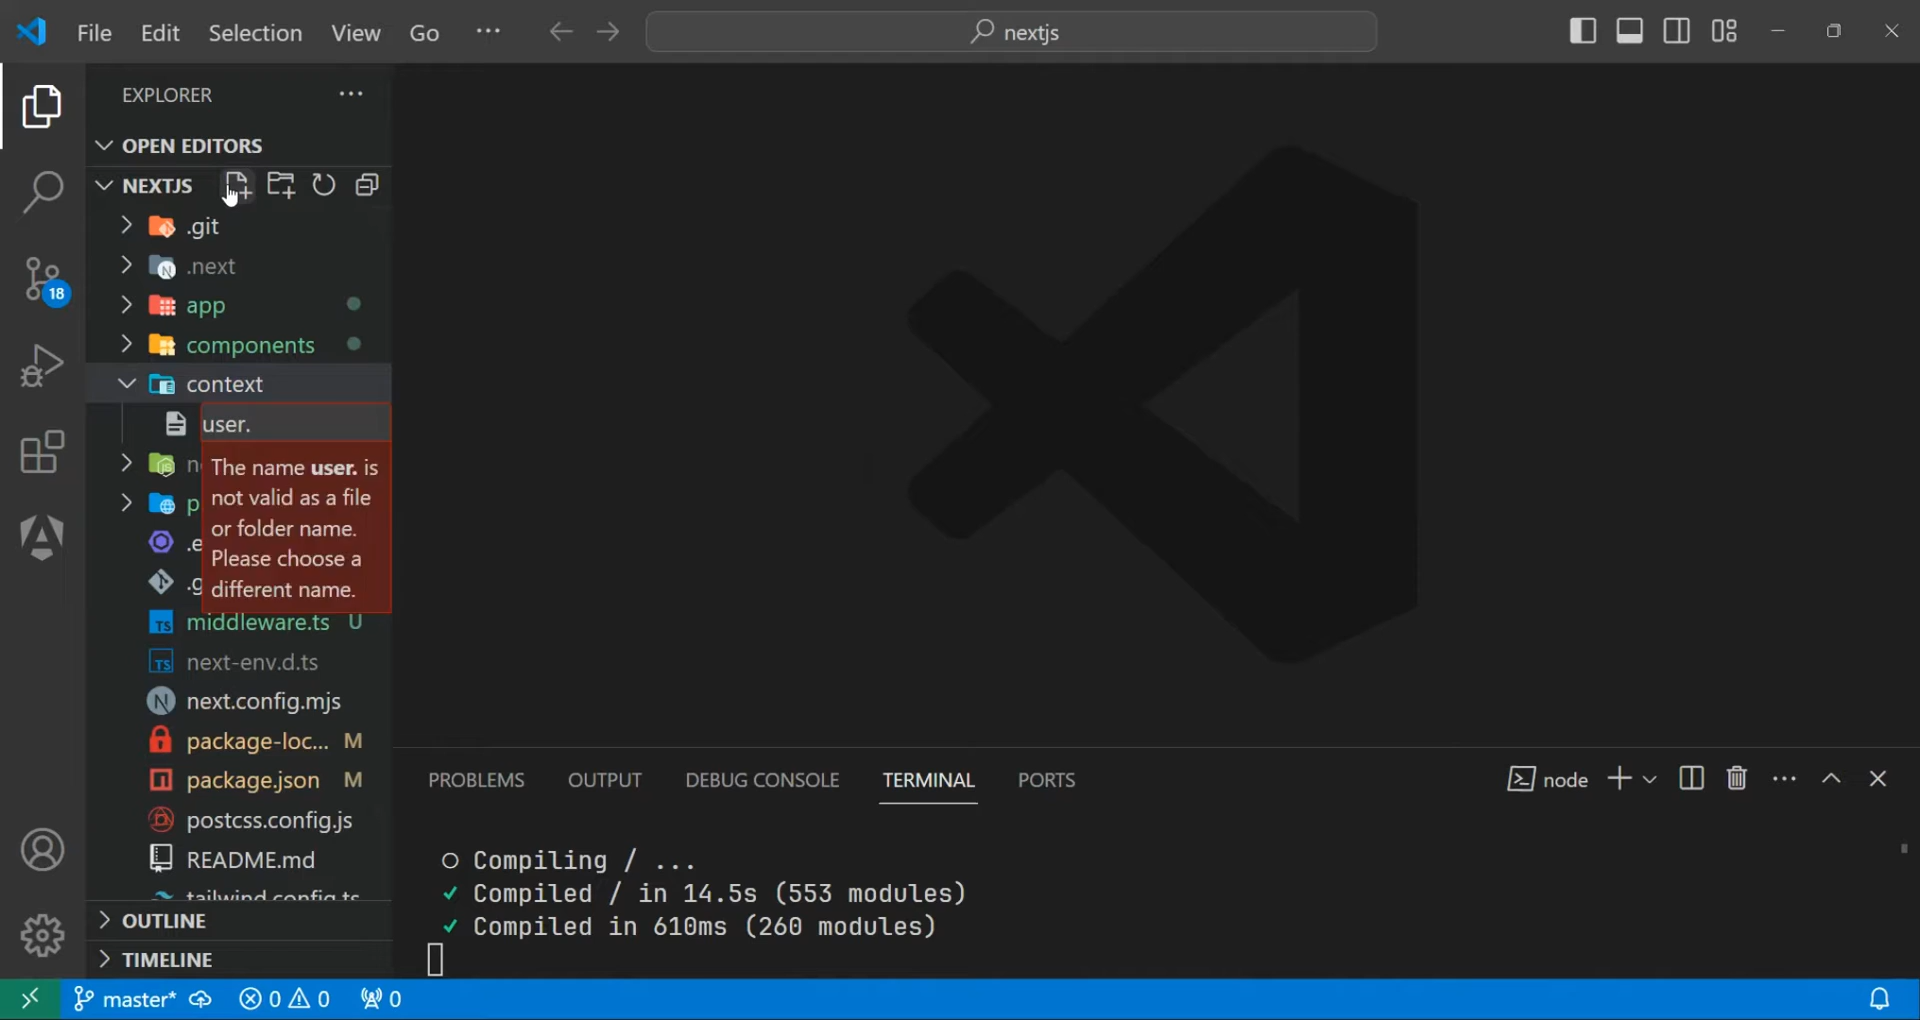 File Edit Selection View Go ··· nextjs
EXPLORER ···
OPEN EDITORS
NEXTJS
.git
.next
app
components
context
user.
The name user. is
not valid as a file
or folder name.
Please choose a
different name.
18
middleware.ts U
next-env.d.ts
next.config.mjs
package-loc... M
package.json M
postcss.config.js
README.md
tailwind.config.ts
OUTLINE
TIMELINE
PROBLEMS OUTPUT DEBUG CONSOLE TERMINAL PORTS node ···
Compiling / ...
✓ Compiled / in 14.5s (553 modules)
✓ Compiled in 610ms (260 modules)
master* 0 0 0